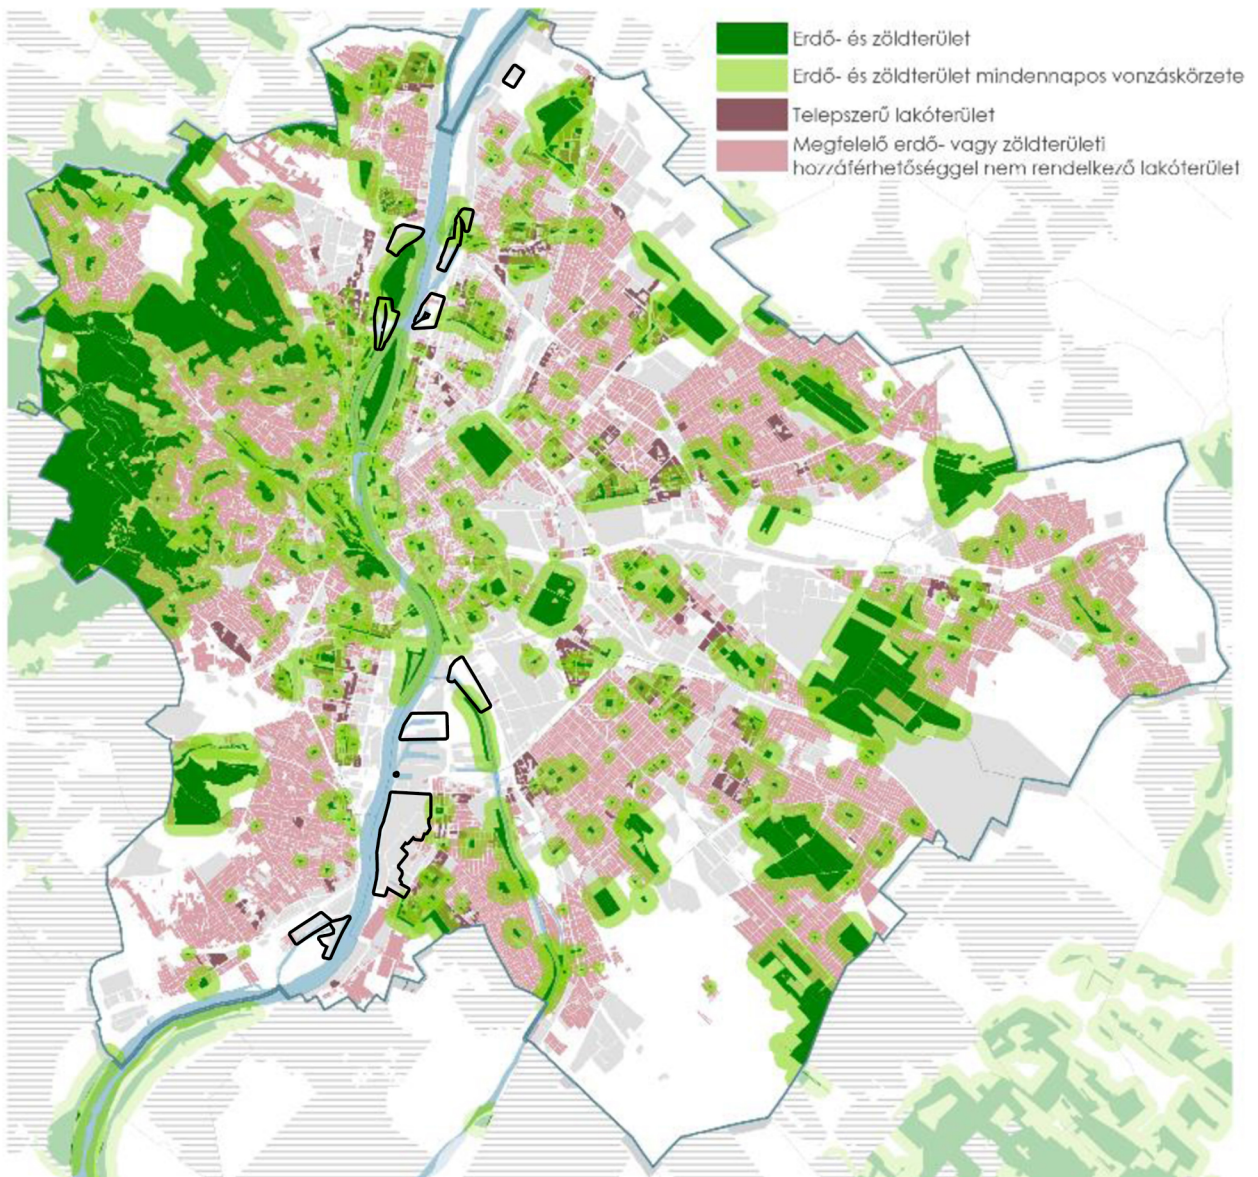 Erdő- és zöldterület
Erdő- és zöldterület mindennapos vonzáskörzete
Telepszerű lakóterület
Megfelelő erdő- vagy zöldterületi
hozzáférhetőséggel nem rendelkező lakóterület